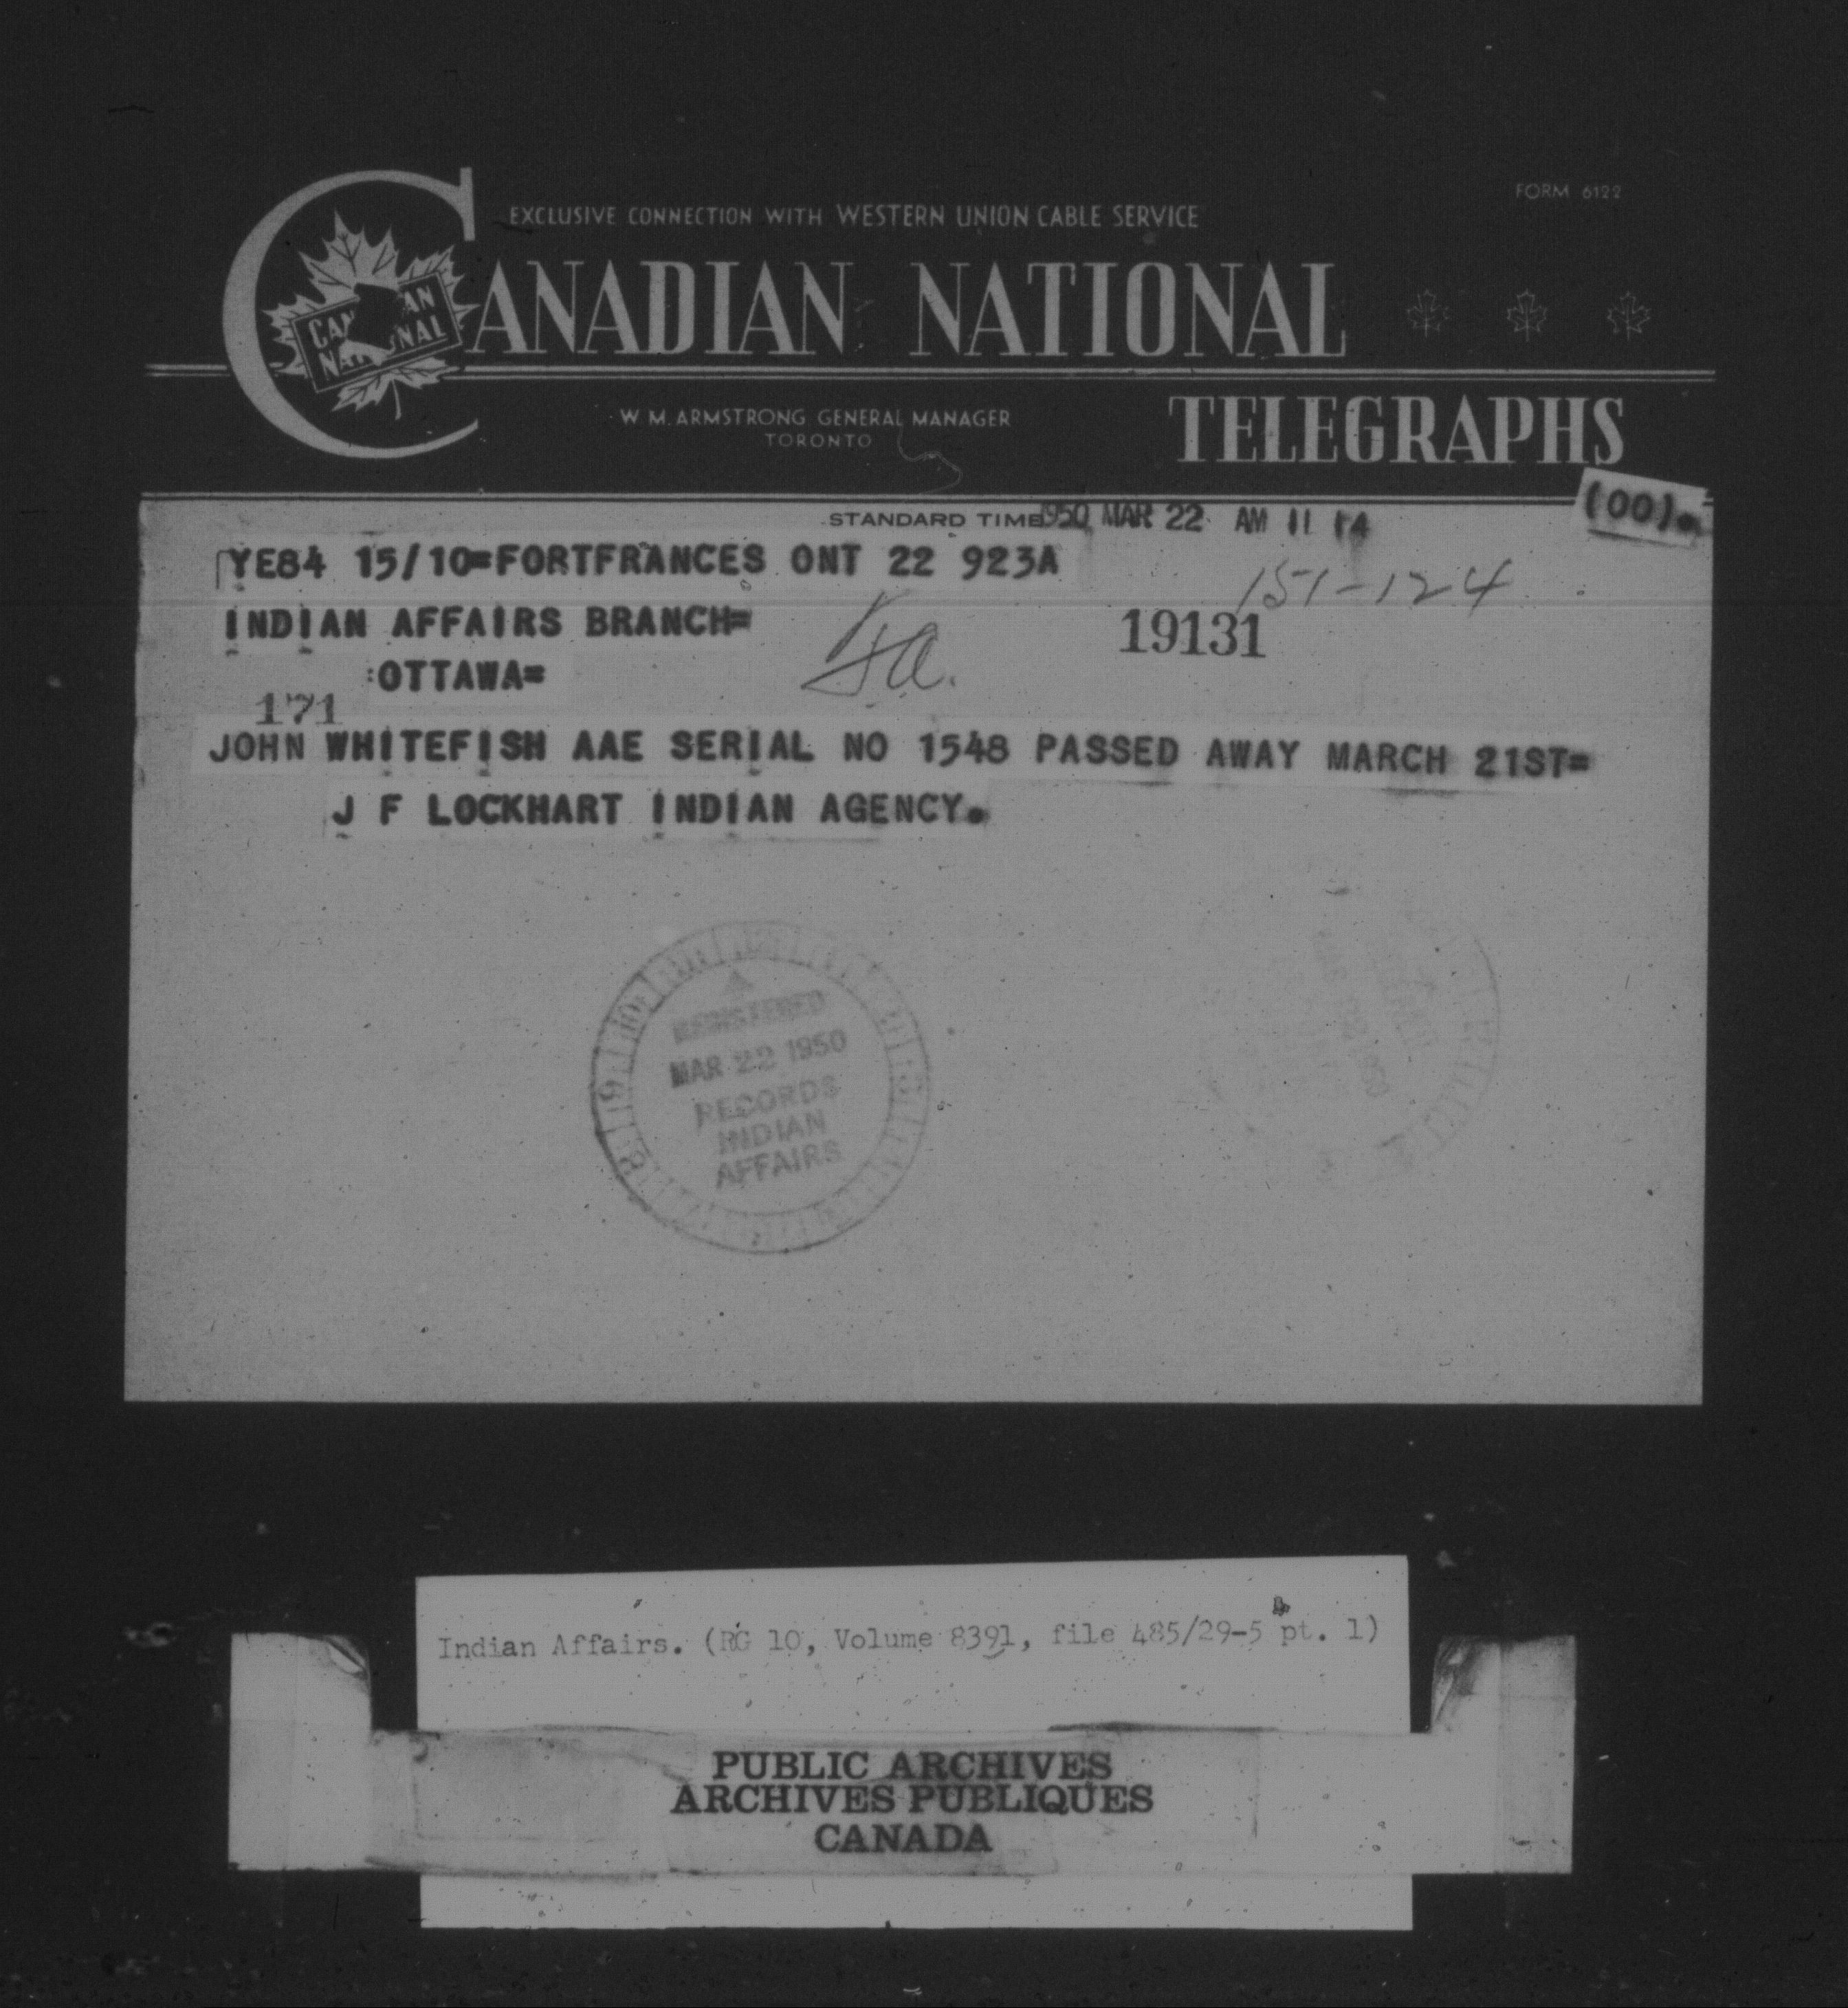 FORM 6122
EXCLUSIVE CONNECTION WITH WESTERN UNION CABLE SERVICE
CANADIAN NATIONAL
TELEGRAPHS
W. M. ARMSTRONG GENERAL MANAGER
TORONTO
(00).
STANDARD TIME 1950 MAR 22 AM 11 14
YE84 15/10=FORTFRANCES ONT 22 923A
151-124
INDIAN AFFAIRS BRANCH=
19131
:OTTAWA=
171
JOHN WHITEFISH AAE SERIAL NO 1548 PASSED AWAY MARCH 21ST=
J F LOCKHART INDIAN AGENCY.
REGISTERED
MAR 22 1950
RECORDS
INDIAN
AFFAIRS
Indian Affairs. (RG 10, Volume 8391, file 485/29-5 pt. 1)
PUBLIC ARCHIVES
ARCHIVES PUBLIQUES
CANADA